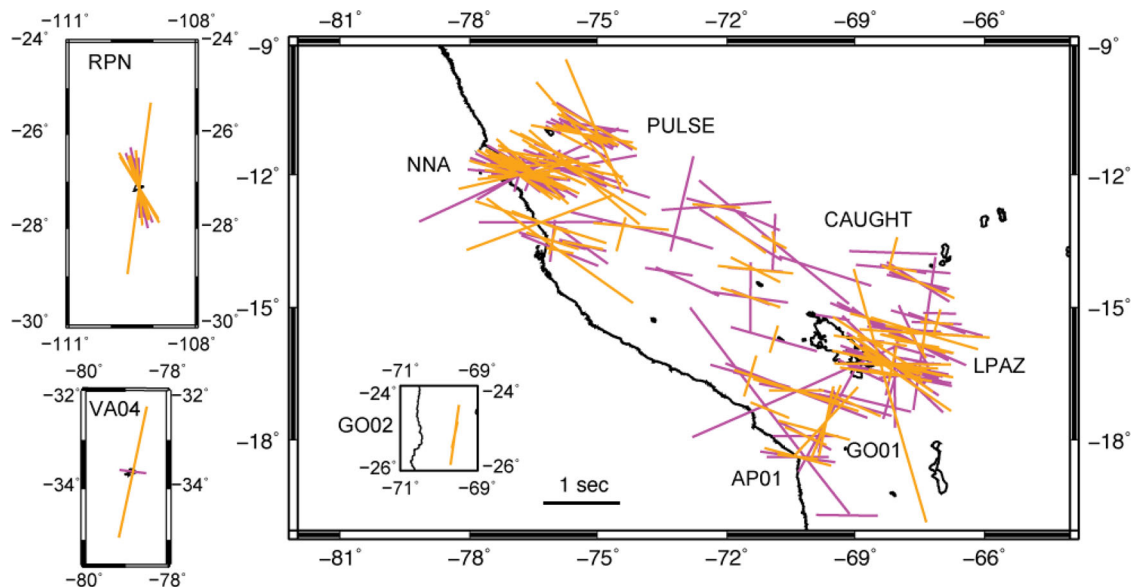 −111° −108°
−24° −24°
RPN
−26° −26°
−28° −28°
−30° −30°
−111° −108°
−80° −78°
−32° −32°
VA04
−34° −34°
−80° −78°
−81° −78° −75° −72° −69° −66°
−9° −9°
PULSE
NNA
−12° −12°
CAUGHT
−15° −15°
LPAZ
−71° −69°
−24° −24°
GO02
−26° −26°
−71° −69°
−18° −18°
GO01
AP01
1 sec
−81° −78° −75° −72° −69° −66°